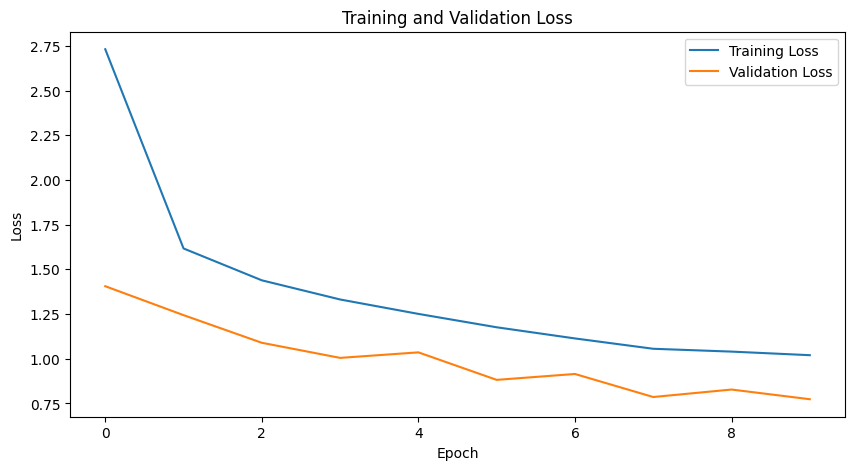 Training and Validation Loss
Training Loss
Validation Loss
Loss
2.75
2.50
2.25
2.00
1.75
1.50
1.25
1.00
0.75
0 2 4 6 8
Epoch